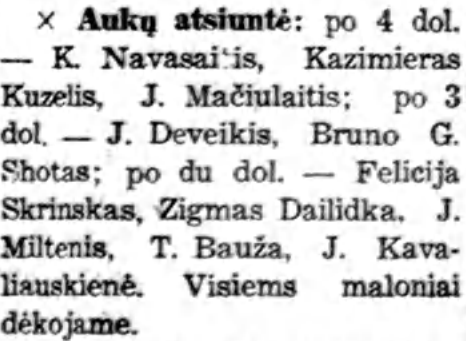 × Aukų atsiuntė: po 4 dol.
— K. Navasaitis, Kazimieras
Kuzelis, J. Mačiulaitis; po 3
dol. — J. Deveikis, Bruno G.
Shotas; po du dol. — Felicija
Skrinskas, Zigmas Dailidka, J.
Miltenis, T. Bauža, J. Kava-
liauskienė. Visiems maloniai
dėkojame.